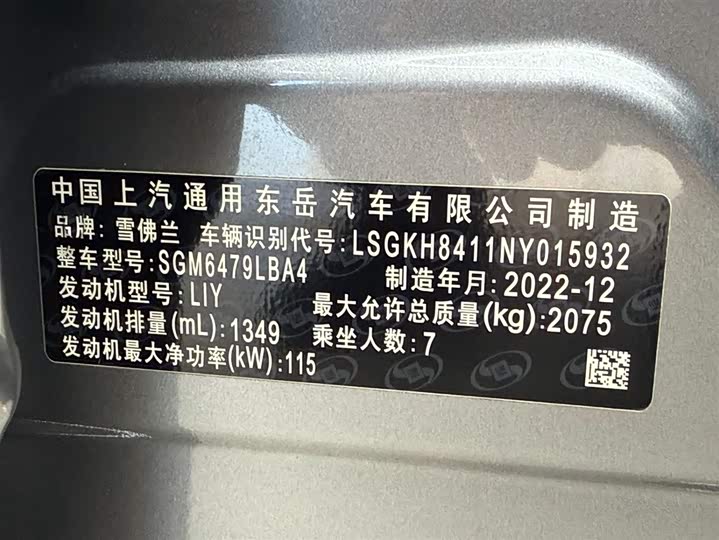 中国上汽通用东岳汽车有限公司制造
品牌: 雪佛兰 车辆识别代号: LSGKH8411NY015932
整车型号: SGM6479LBA4 制造年月: 2022-12
发动机型号: LIY 最大允许总质量(kg): 2075
发动机排量(mL): 1349 乘坐人数: 7
发动机最大净功率(kW): 115